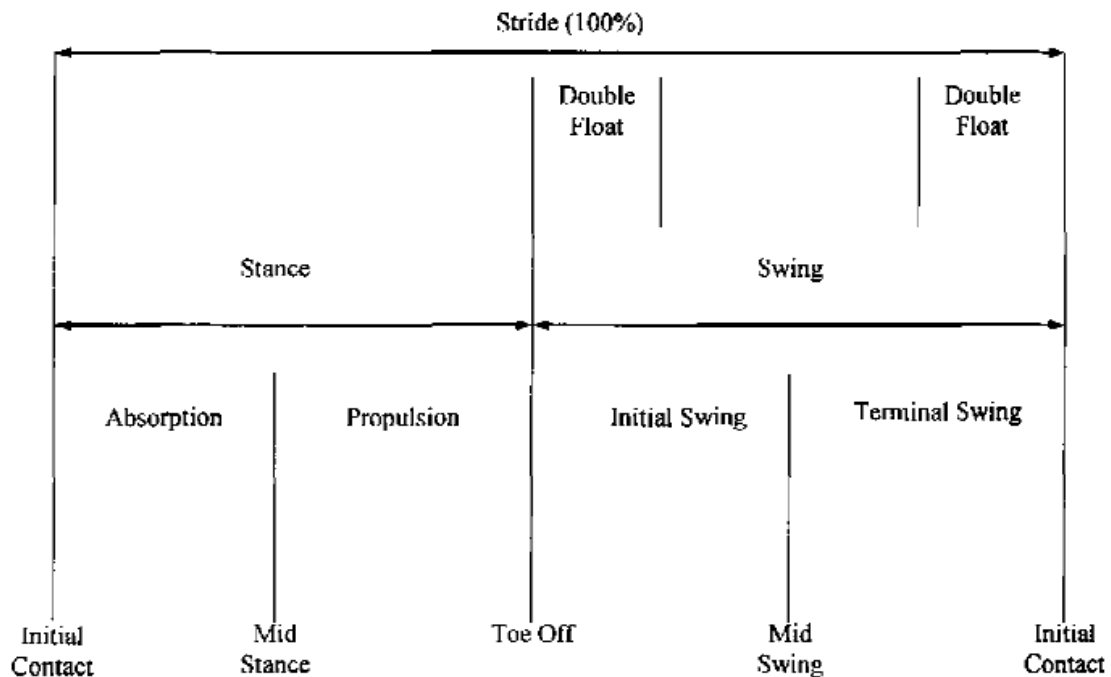 Stride (100%)
Double
Float
Double
Float
Stance
Swing
Absorption
Propulsion
Initial Swing
Terminal Swing
Initial
Contact
Mid
Stance
Toe Off
Mid
Swing
Initial
Contact